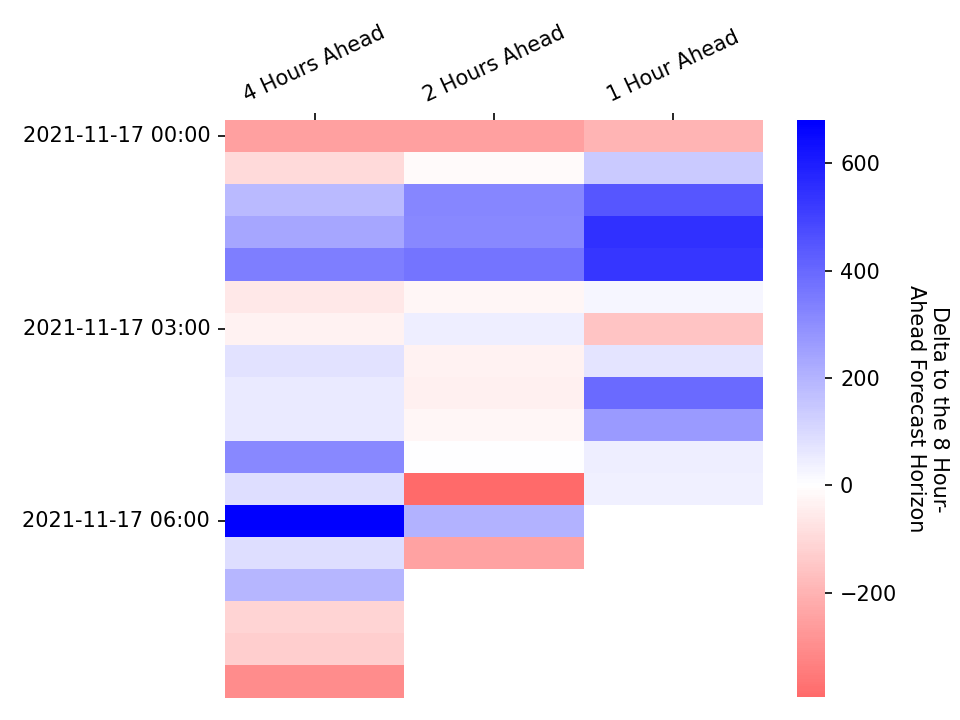 4 Hours Ahead
2 Hours Ahead
1 Hour Ahead
2021-11-17 00:00
2021-11-17 03:00
2021-11-17 06:00
600
400
200
0
−200
Delta to the 8 Hour-
Ahead Forecast Horizon